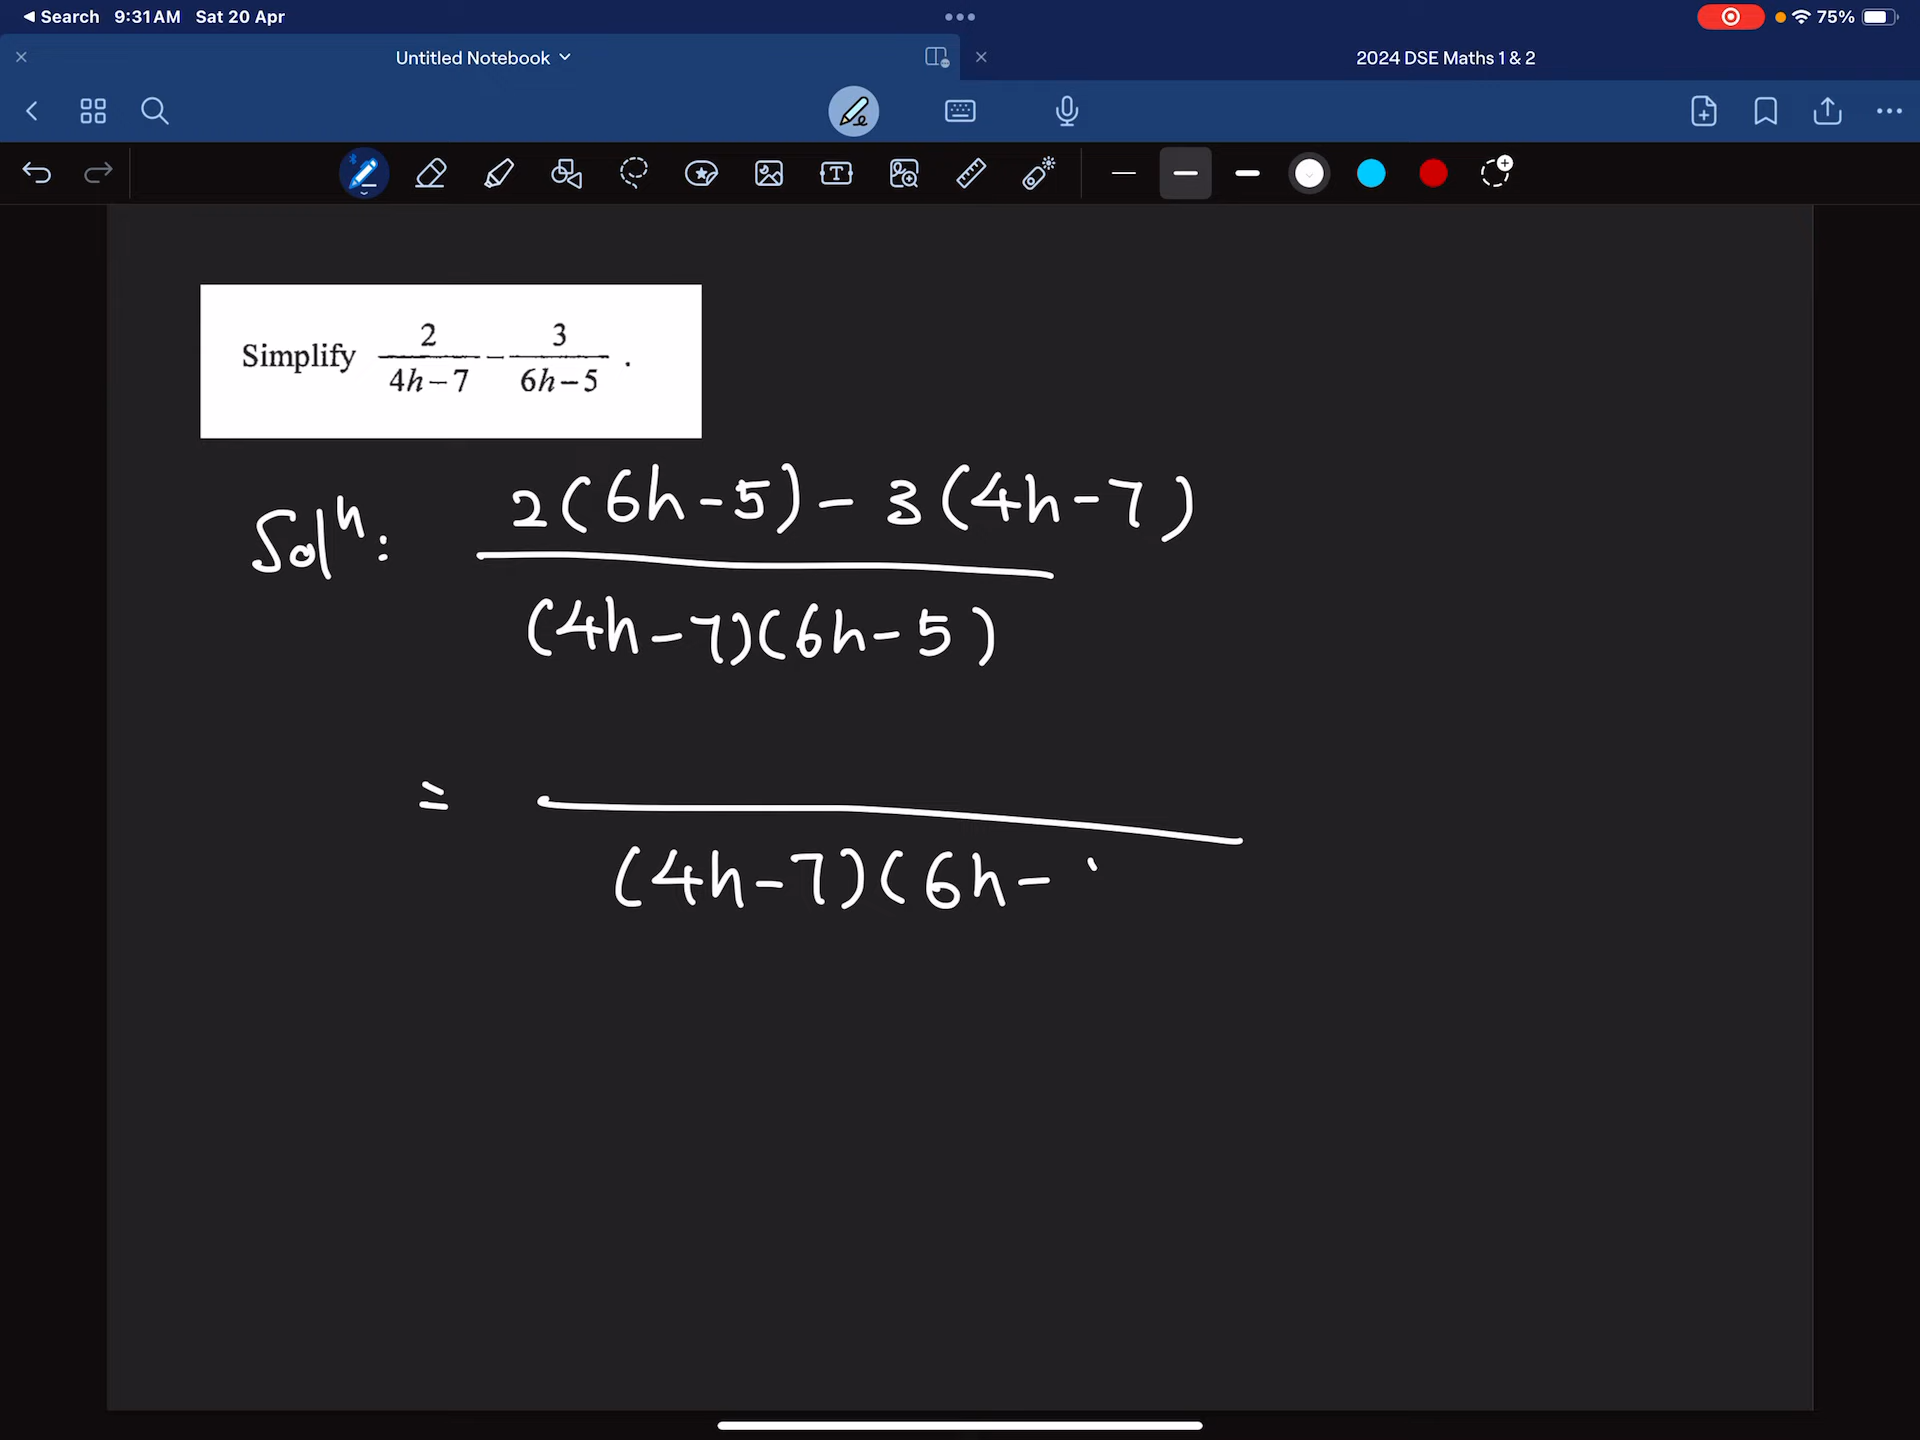 Search 9:31 AM Sat 20 Apr 75%
Untitled Notebook 2024 DSE Maths 1 & 2
Simplify 2/(4h−7) − 3/(6h−5) .
Solⁿ: 2(6h−5)−3(4h−7)
(4h−7)(6h−5)
=
(4h−7)(6h−